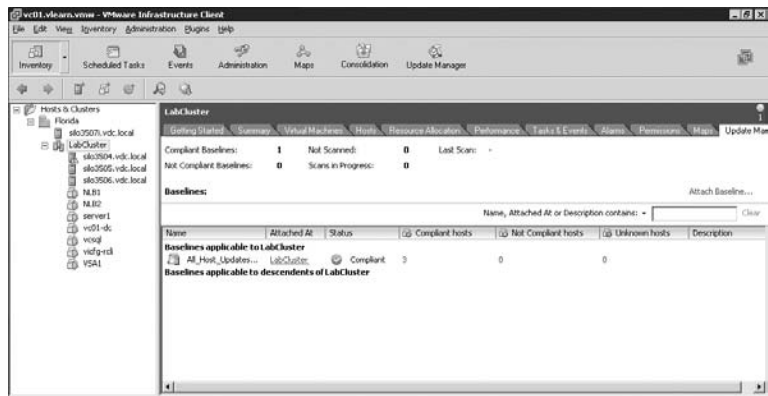 vc01.vlearn.vmw - VMware Infrastructure Client
File Edit View Inventory Administration Plugins Help
Inventory Scheduled Tasks Events Administration Maps Consolidation Update Manager
Hosts & Clusters
Florida
silo3507i.vdc.local
LabCluster
silo3504.vdc.local
silo3505.vdc.local
silo3506.vdc.local
NLB1
NLB2
server1
vc01-dc
vcsql
vicfg-rcli
VSA1
LabCluster
Getting Started Summary Virtual Machines Hosts Resource Allocation Performance Tasks & Events Alarms Permissions Maps Update Man
Compliant Baselines: 1 Not Scanned: 0 Last Scan: -
Not Compliant Baselines: 0 Scans in Progress: 0
Baselines: Attach Baseline...
Name, Attached At or Description contains: Clear
Name Attached At Status Compliant hosts Not Compliant hosts Unknown hosts Description
Baselines applicable to LabCluster
All_Host_Updates... LabCluster Compliant 3 0 0
Baselines applicable to descendents of LabCluster